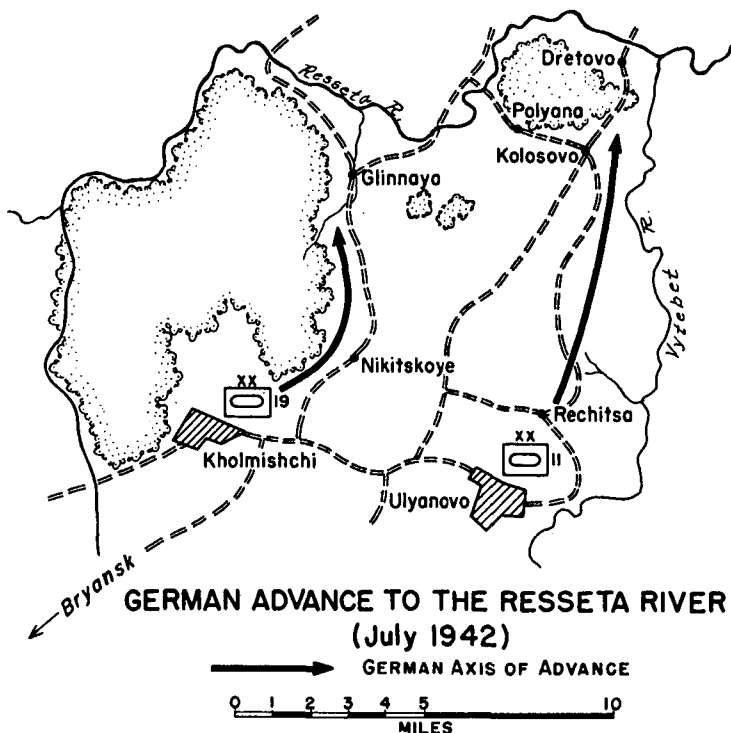 Resseta R.
Dretovo
Polyana
Kolosovo
Glinnaya
Vytebet R.
Nikitskoye
XX
19
Rechitsa
Kholmishchi
XX
11
Ulyanovo
Bryansk
GERMAN ADVANCE TO THE RESSETA RIVER
(July 1942)
GERMAN AXIS OF ADVANCE
0 1 2 3 4 5 10
MILES